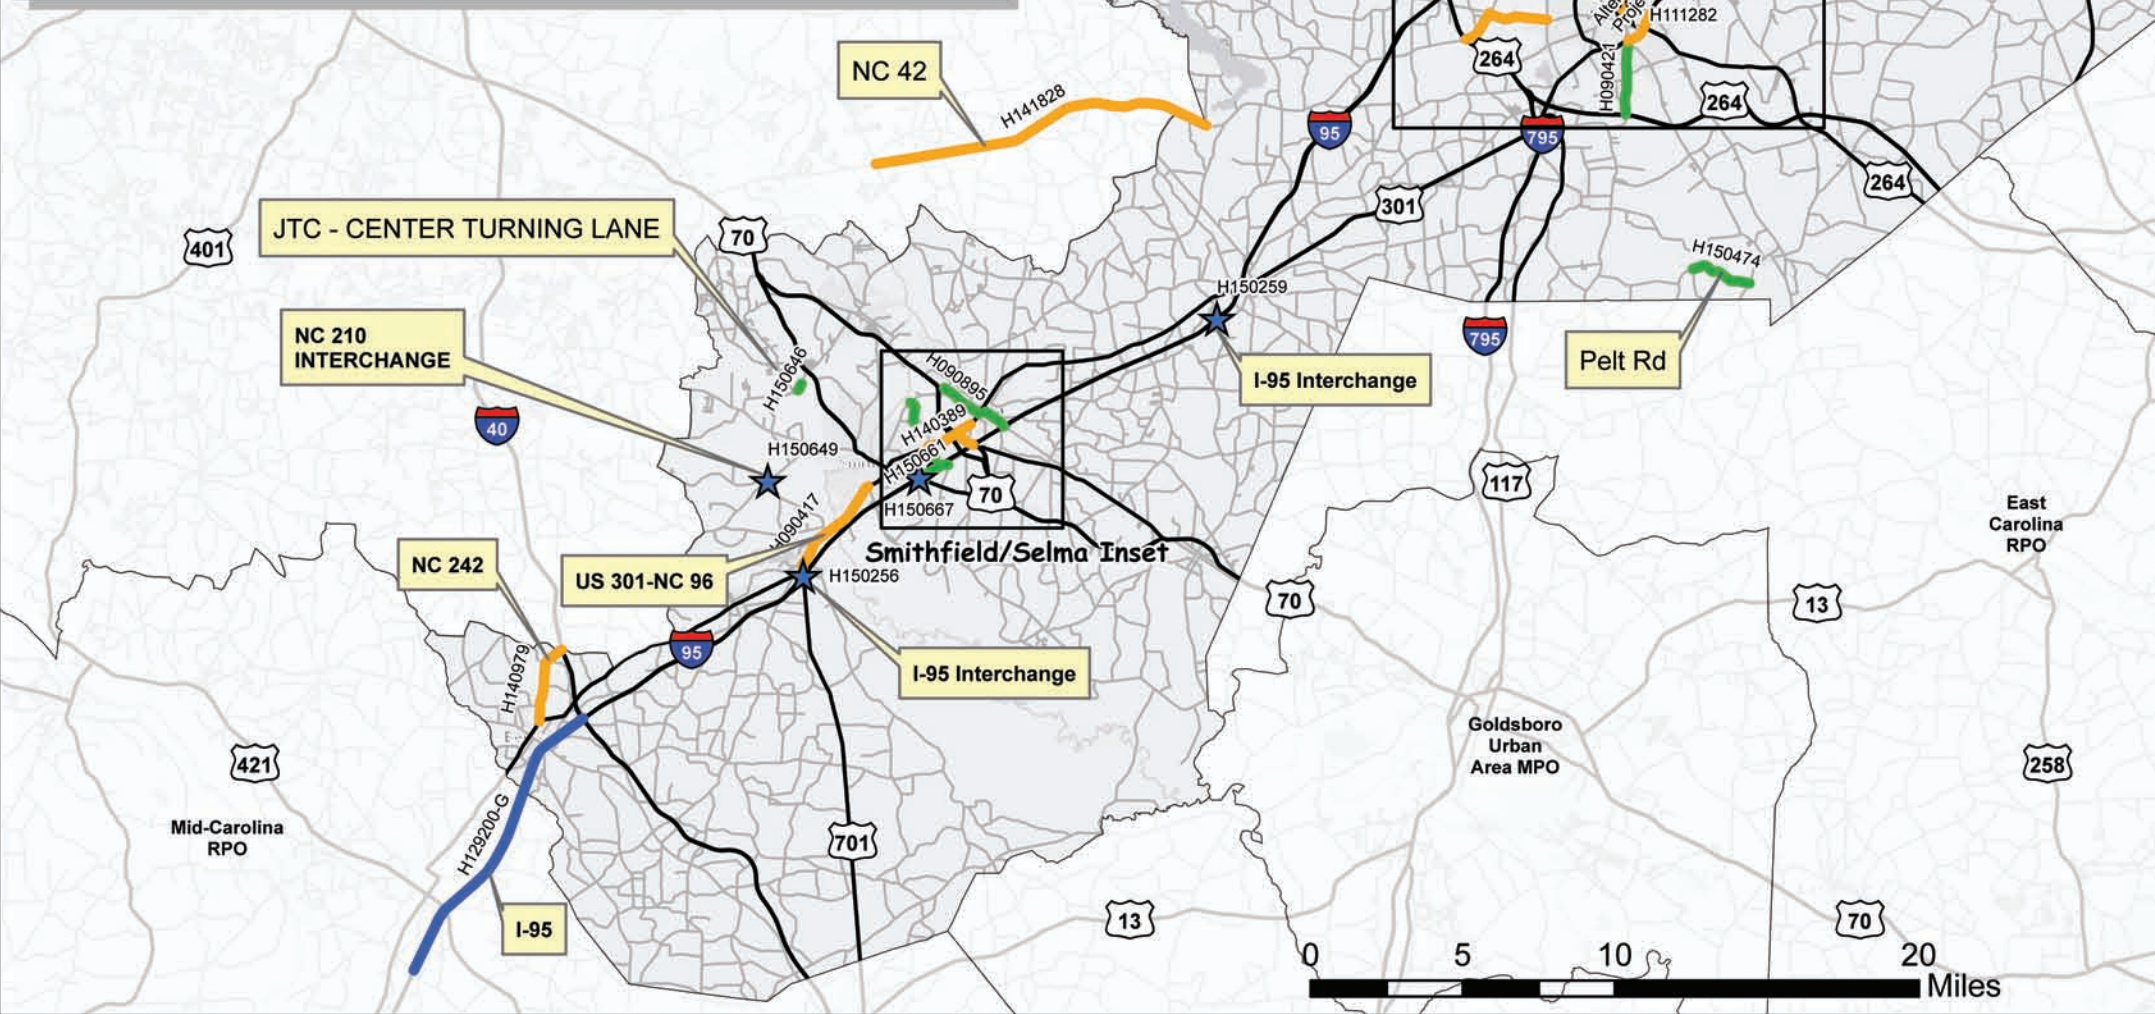 H111282
264
H090421
264
NC 42
H141828
95
795
264
301
JTC - CENTER TURNING LANE
70
401
H150474
H150259
NC 210
INTERCHANGE
795
Pelt Rd
H150646
H090895
I-95 Interchange
40
H140389
H150649
H150661
70
117
H150667
H090417
East
Carolina
RPO
Smithfield/Selma Inset
NC 242
US 301-NC 96
H150256
70
13
95
H140979
I-95 Interchange
Goldsboro
Urban
Area MPO
421
258
H129200-G
Mid-Carolina
RPO
701
I-95
13
70
0 5 10 20
Miles